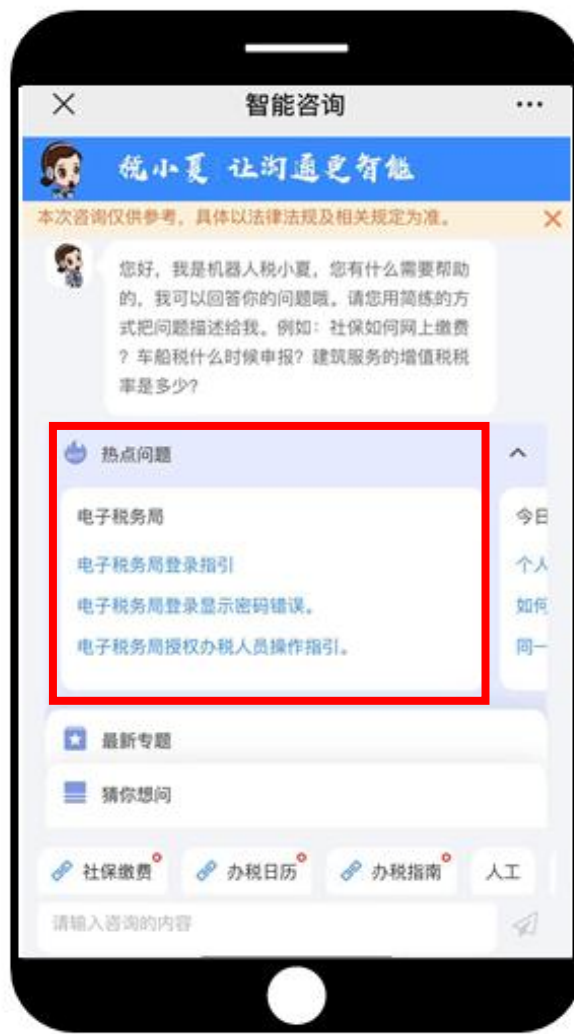 智能咨询
税小夏 让沟通更智能
本次咨询仅供参考，具体以法律法规及相关规定为准。
您好，我是机器人税小夏，您有什么需要帮助
的，我可以回答你的问题哦。请您用简练的方
式把问题描述给我。例如：社保如何网上缴费
？车船税什么时候申报？建筑服务的增值税税
率是多少？
热点问题
电子税务局
电子税务局登录指引
电子税务局登录显示密码错误。
电子税务局授权办税人员操作指引。
今日
个人
如何
同一
最新专题
猜你想问
社保缴费 办税日历 办税指南 人工
请输入咨询的内容